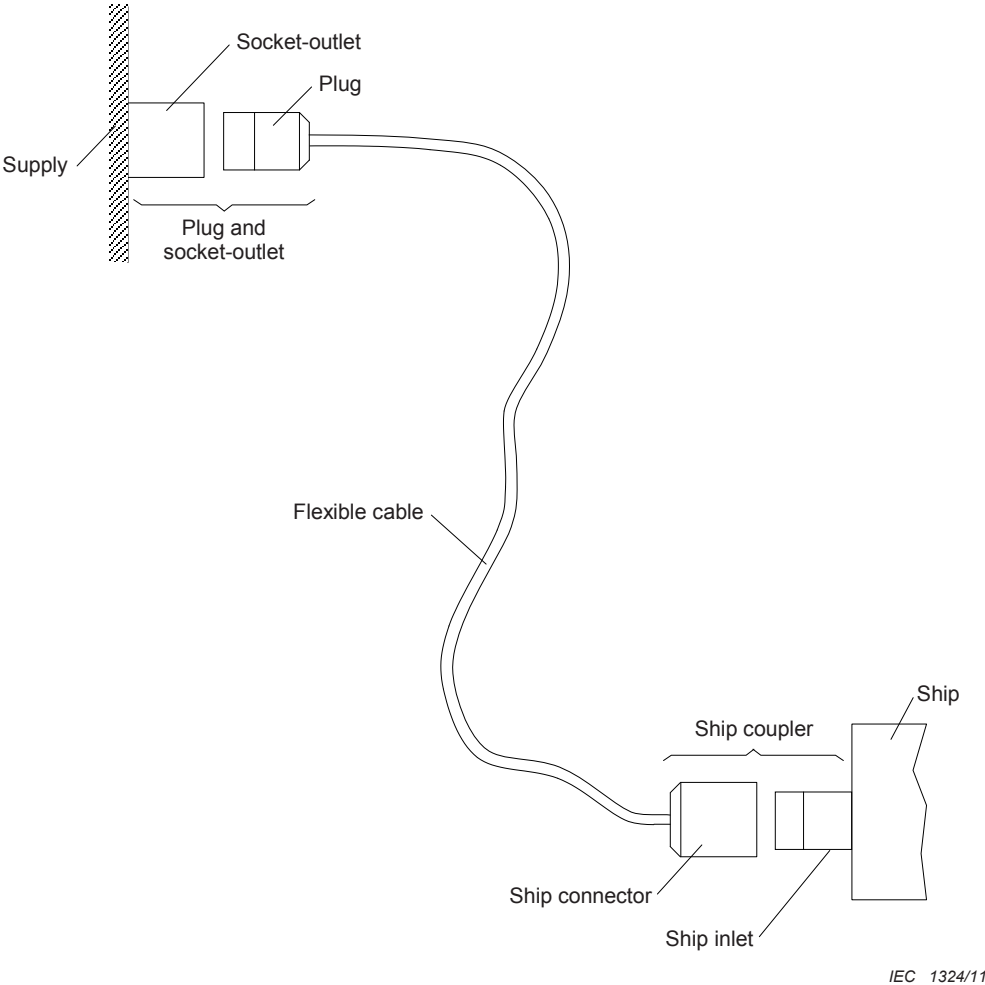 Socket-outlet
Plug
Supply
Plug and
socket-outlet
Flexible cable
Ship
Ship coupler
Ship connector
Ship inlet
IEC 1324/11